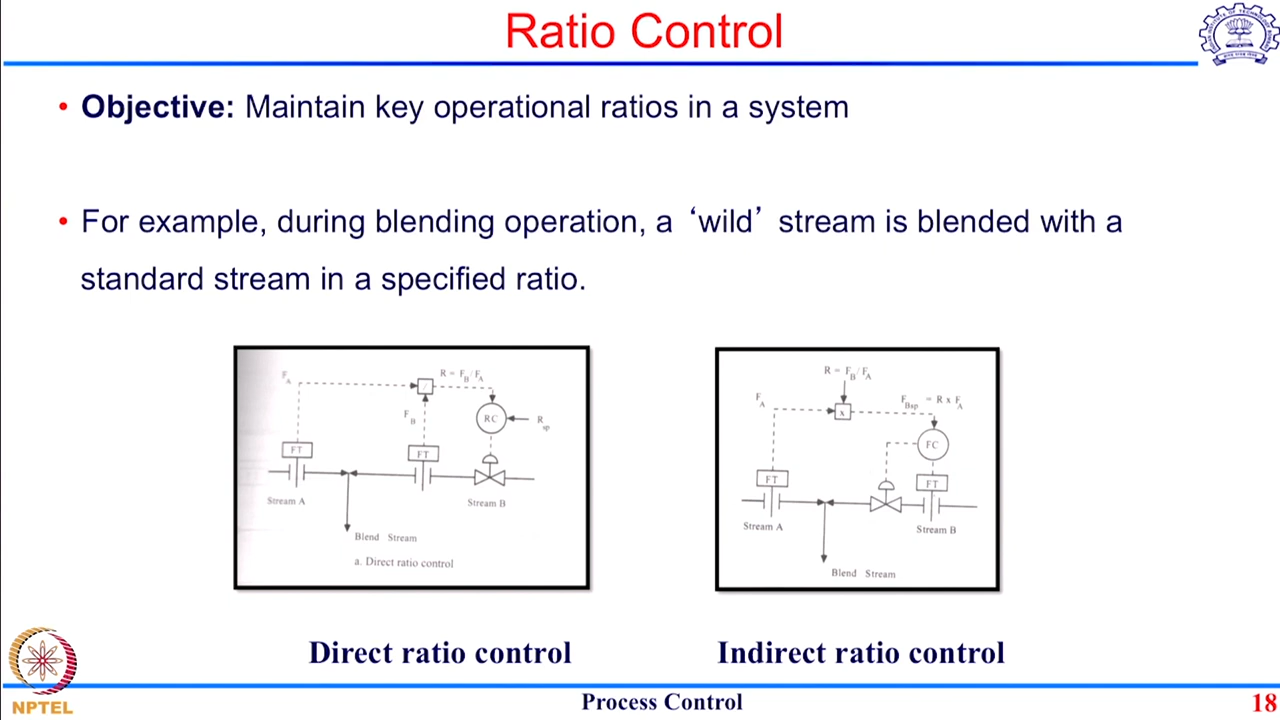 Ratio Control
• Objective: Maintain key operational ratios in a system
• For example, during blending operation, a ‘wild’ stream is blended with a
standard stream in a specified ratio.
F_A
R = F_B/F_A
/
F_B
RC
R_sp
FT
FT
Stream A
Stream B
Blend Stream
a. Direct ratio control
R = F_B/F_A
F_A
x
F_Bsp = R x F_A
FC
FT
FT
Stream A
Stream B
Blend Stream
Direct ratio control
Indirect ratio control
NPTEL
Process Control
18